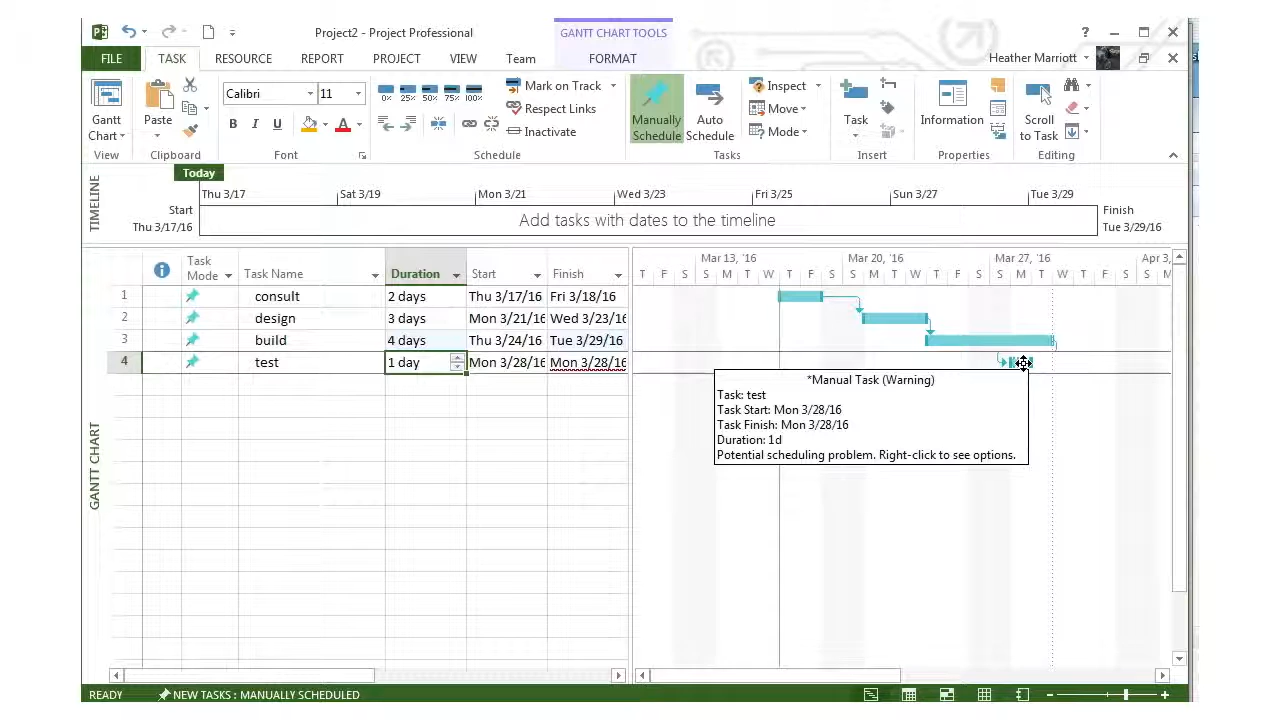 Project2 - Project Professional
GANTT CHART TOOLS
?
FILE
TASK
RESOURCE
REPORT
VIEW
Team
FORMAT
Heather Marriott
Gantt Chart
Paste
Calibri
11
B I U
A
0% 25% 50% 75% 100%
Mark on Track
Respect Links
Inactivate
Manually Schedule
Auto Schedule
Inspect
Move
Mode
Task
Information
Scroll to Task
View
Clipboard
Font
Schedule
Tasks
Insert
Properties
Editing
Today
TIMELINE
Start
Thu 3/17/16
Thu 3/17
Sat 3/19
Mon 3/21
Wed 3/23
Fri 3/25
Sun 3/27
Tue 3/29
Add tasks with dates to the timeline
Finish
Tue 3/29/16
GANTT CHART
Task Mode
Task Name
Duration
Start
Finish
1 consult 2 days Thu 3/17/16 Fri 3/18/16
2 design 3 days Mon 3/21/16 Wed 3/23/16
3 build 4 days Thu 3/24/16 Tue 3/29/16
4 test 1 day Mon 3/28/16 Mon 3/28/16
Mar 13, '16
Mar 20, '16
Mar 27, '16
Apr 3,
T F S S M T W T F S S M T W T F S S M T W T F S S M
*Manual Task (Warning)
Task: test
Task Start: Mon 3/28/16
Task Finish: Mon 3/28/16
Duration: 1d
Potential scheduling problem. Right-click to see options.
READY
NEW TASKS : MANUALLY SCHEDULED